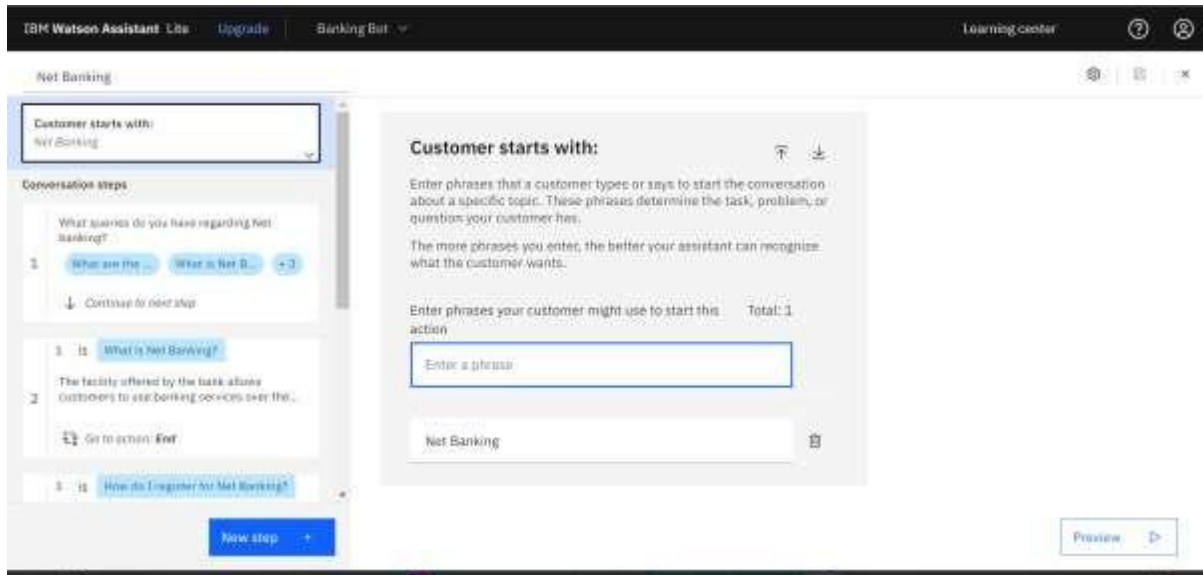 IBM Watson Assistant Lite Upgrade Banking Bot Learning center
Net Banking
Customer starts with:
Net Banking
Conversation steps
What queries do you have regarding Net
banking?
1 What are the ... What is Net B... + 3
Continue to next step
1 is What is Net Banking?
The facility offered by the bank allows
2 customers to use banking services over the...
Go to action: End
1 is How do I register for Net Banking?
New step +
Customer starts with:
Enter phrases that a customer types or says to start the conversation
about a specific topic. These phrases determine the task, problem, or
question your customer has.
The more phrases you enter, the better your assistant can recognize
what the customer wants.
Enter phrases your customer might use to start this Total: 1
action
Enter a phrase
Net Banking
Preview